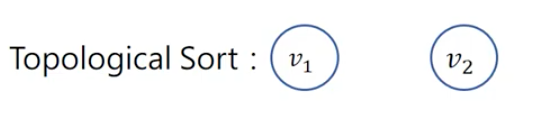 Topological Sort : v₁ v₂